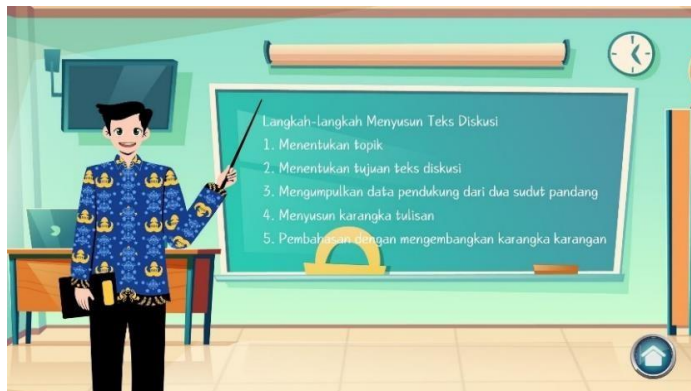 Langkah-langkah Menyusun Teks Diskusi
1. Menentukan topik
2. Menentukan tujuan teks diskusi
3. Mengumpulkan data pendukung dari dua sudut pandang
4. Menyusun karangka tulisan
5. Pembahasan dengan mengembangkan karangka karangan